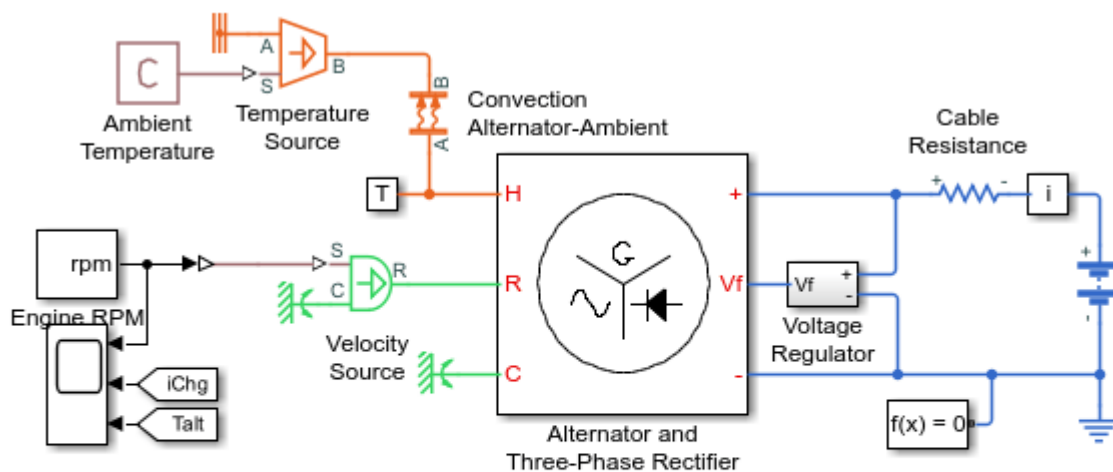 A
B
C
S
Ambient
Temperature
Temperature
Source
B
A
Convection
Alternator-Ambient
T
Cable
Resistance
+
-
i
H
+
rpm
Engine RPM
S
C
R
R
G
Vf
Vf
+
-
+
-
Voltage
Regulator
Velocity
Source
C
-
iChg
Talt
f(x) = 0
Alternator and
Three-Phase Rectifier